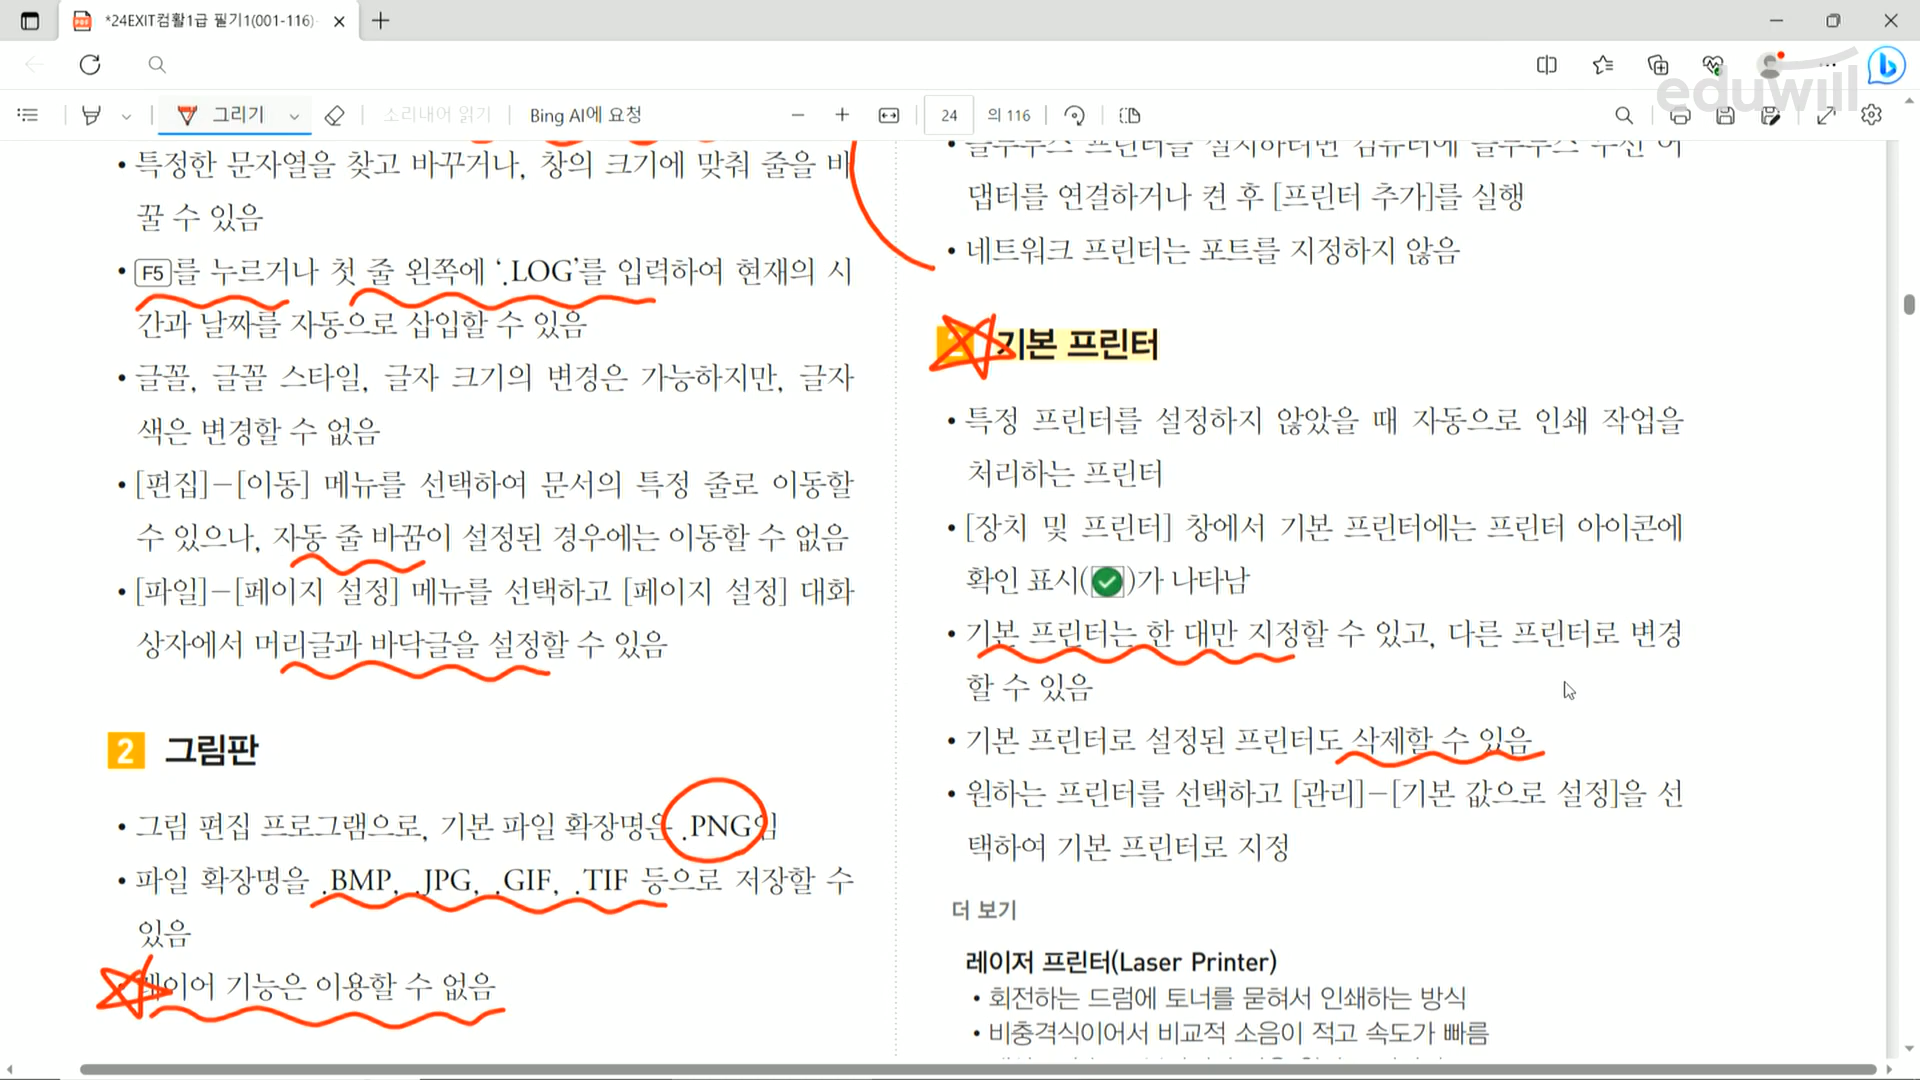 *24EXIT컴활1급 필기1(001-116)
eduwill
그리기
소리내어 읽기
Bing AI에 요청
24
의 116
• 특정한 문자열을 찾고 바꾸거나, 창의 크기에 맞춰 줄을 바
꿀 수 있음
• F5를 누르거나 첫 줄 왼쪽에 ‘.LOG’를 입력하여 현재의 시
간과 날짜를 자동으로 삽입할 수 있음
• 글꼴, 글꼴 스타일, 글자 크기의 변경은 가능하지만, 글자
색은 변경할 수 없음
• [편집]–[이동] 메뉴를 선택하여 문서의 특정 줄로 이동할
수 있으나, 자동 줄 바꿈이 설정된 경우에는 이동할 수 없음
• [파일]–[페이지 설정] 메뉴를 선택하고 [페이지 설정] 대화
상자에서 머리글과 바닥글을 설정할 수 있음
2 그림판
• 그림 편집 프로그램으로, 기본 파일 확장명은 .PNG임
• 파일 확장명을 .BMP, .JPG, .GIF, .TIF 등으로 저장할 수
있음
• 레이어 기능은 이용할 수 없음
• 블루투스 프린터를 설치하려면 컴퓨터에 블루투스 무선 어
댑터를 연결하거나 켠 후 [프린터 추가]를 실행
• 네트워크 프린터는 포트를 지정하지 않음
2 기본 프린터
• 특정 프린터를 설정하지 않았을 때 자동으로 인쇄 작업을
처리하는 프린터
• [장치 및 프린터] 창에서 기본 프린터에는 프린터 아이콘에
확인 표시( )가 나타남
• 기본 프린터는 한 대만 지정할 수 있고, 다른 프린터로 변경
할 수 있음
• 기본 프린터로 설정된 프린터도 삭제할 수 있음
• 원하는 프린터를 선택하고 [관리]–[기본 값으로 설정]을 선
택하여 기본 프린터로 지정
더 보기
레이저 프린터(Laser Printer)
• 회전하는 드럼에 토너를 묻혀서 인쇄하는 방식
• 비충격식이어서 비교적 소음이 적고 속도가 빠름